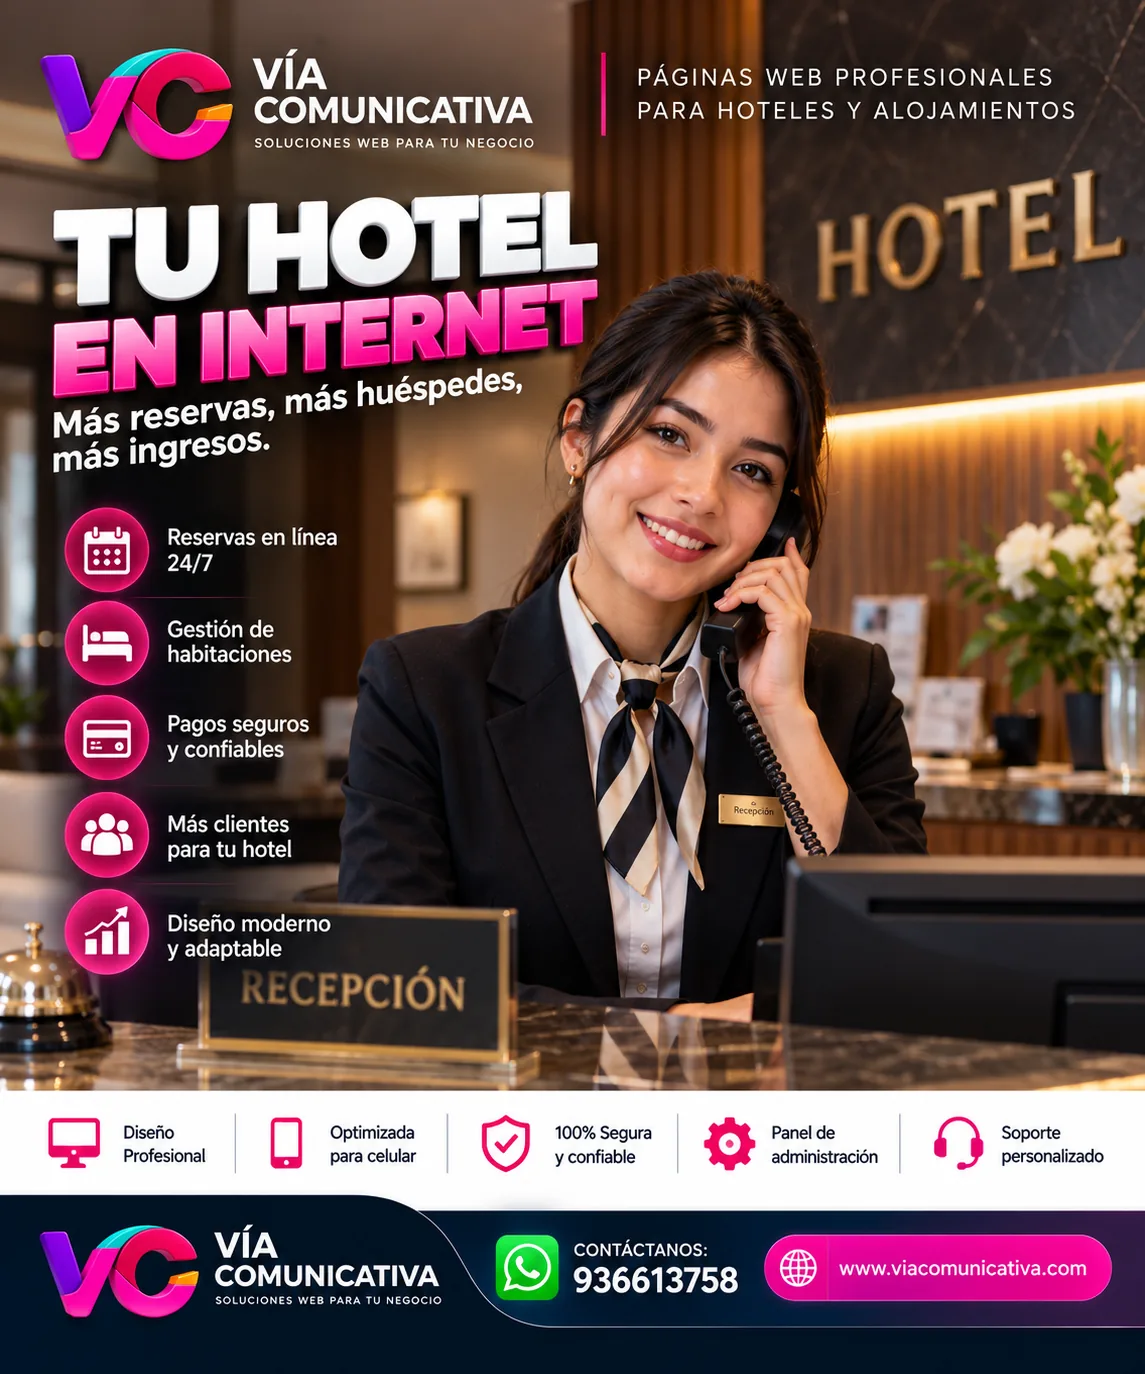 VC
VÍA
COMUNICATIVA
SOLUCIONES WEB PARA TU NEGOCIO
PÁGINAS WEB PROFESIONALES
PARA HOTELES Y ALOJAMIENTOS
HOTEL
TU HOTEL
EN INTERNET
Más reservas, más huéspedes,
más ingresos.
Reservas en línea
24/7
Gestión de
habitaciones
Pagos seguros
y confiables
Más clientes
para tu hotel
Diseño moderno
y adaptable
Recepción
RECEPCIÓN
Diseño
Profesional
Optimizada
para celular
100% Segura
y confiable
Panel de
administración
Soporte
personalizado
VC
VÍA
COMUNICATIVA
SOLUCIONES WEB PARA TU NEGOCIO
CONTÁCTANOS:
936613758
www.viacomunicativa.com